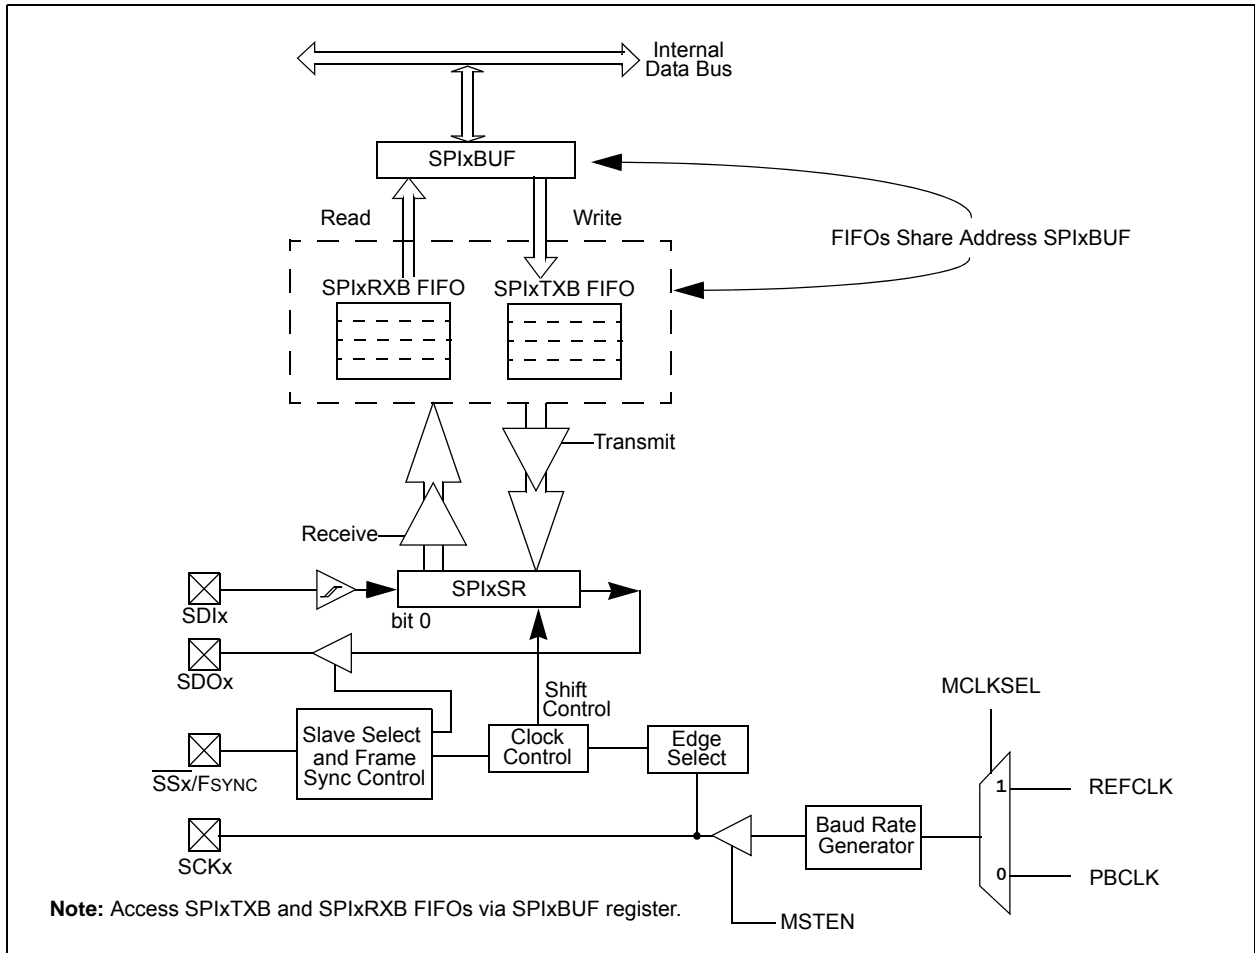 Internal
Data Bus
SPIxBUF
Read
Write
FIFOs Share Address SPIxBUF
SPIxRXB FIFO
SPIxTXB FIFO
Transmit
Receive
SDIx
SPIxSR
bit 0
SDOx
Shift
Control
MCLKSEL
Slave Select
and Frame
Sync Control
Clock
Control
Edge
Select
SSx/FSYNC
1
REFCLK
Baud Rate
Generator
SCKx
0
PBCLK
Note: Access SPIxTXB and SPIxRXB FIFOs via SPIxBUF register.
MSTEN